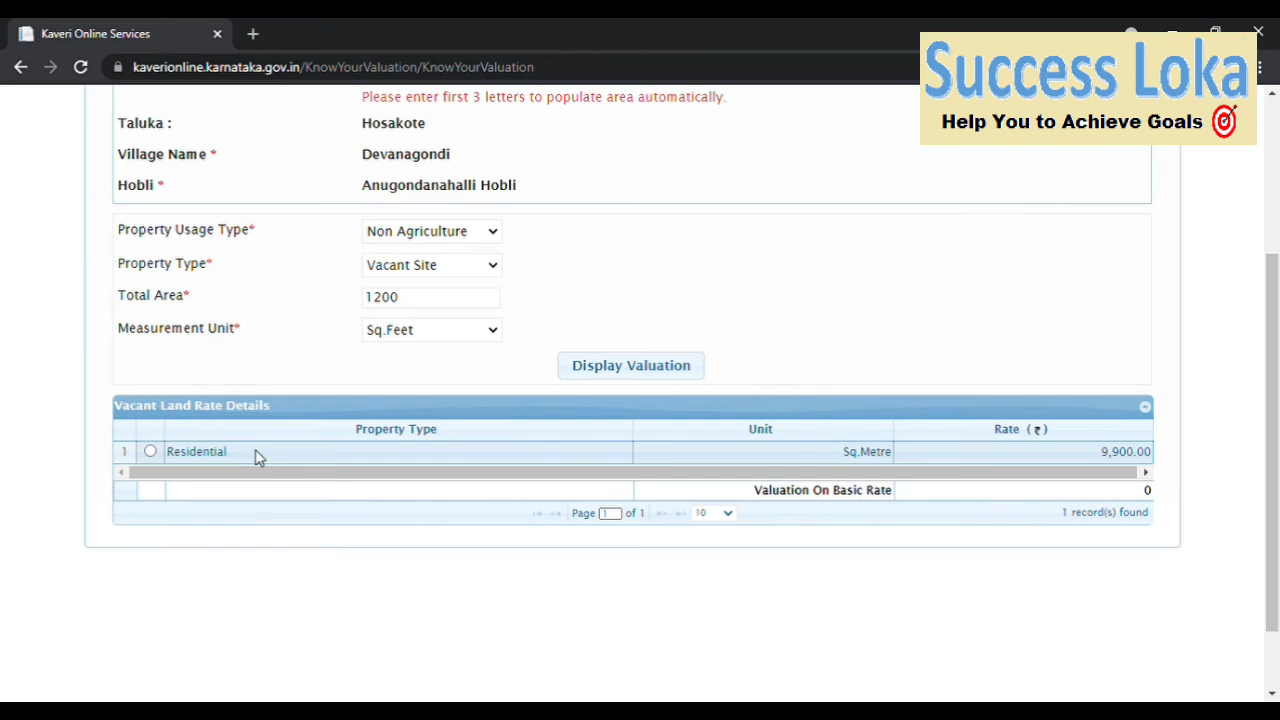 Kaveri Online Services
kaverionline.karnataka.gov.in/KnowYourValuation/KnowYourValuation
Success Loka
Help You to Achieve Goals
Please enter first 3 letters to populate area automatically.
Taluka : Hosakote
Village Name * Devanagondi
Hobli * Anugondanahalli Hobli
Property Usage Type* Non Agriculture
Property Type* Vacant Site
Total Area* 1200
Measurement Unit* Sq.Feet
Display Valuation
Vacant Land Rate Details
Property Type Unit Rate (₹)
1 Residential Sq.Metre 9,900.00
Valuation On Basic Rate 0
Page 1 of 1 10 1 record(s) found